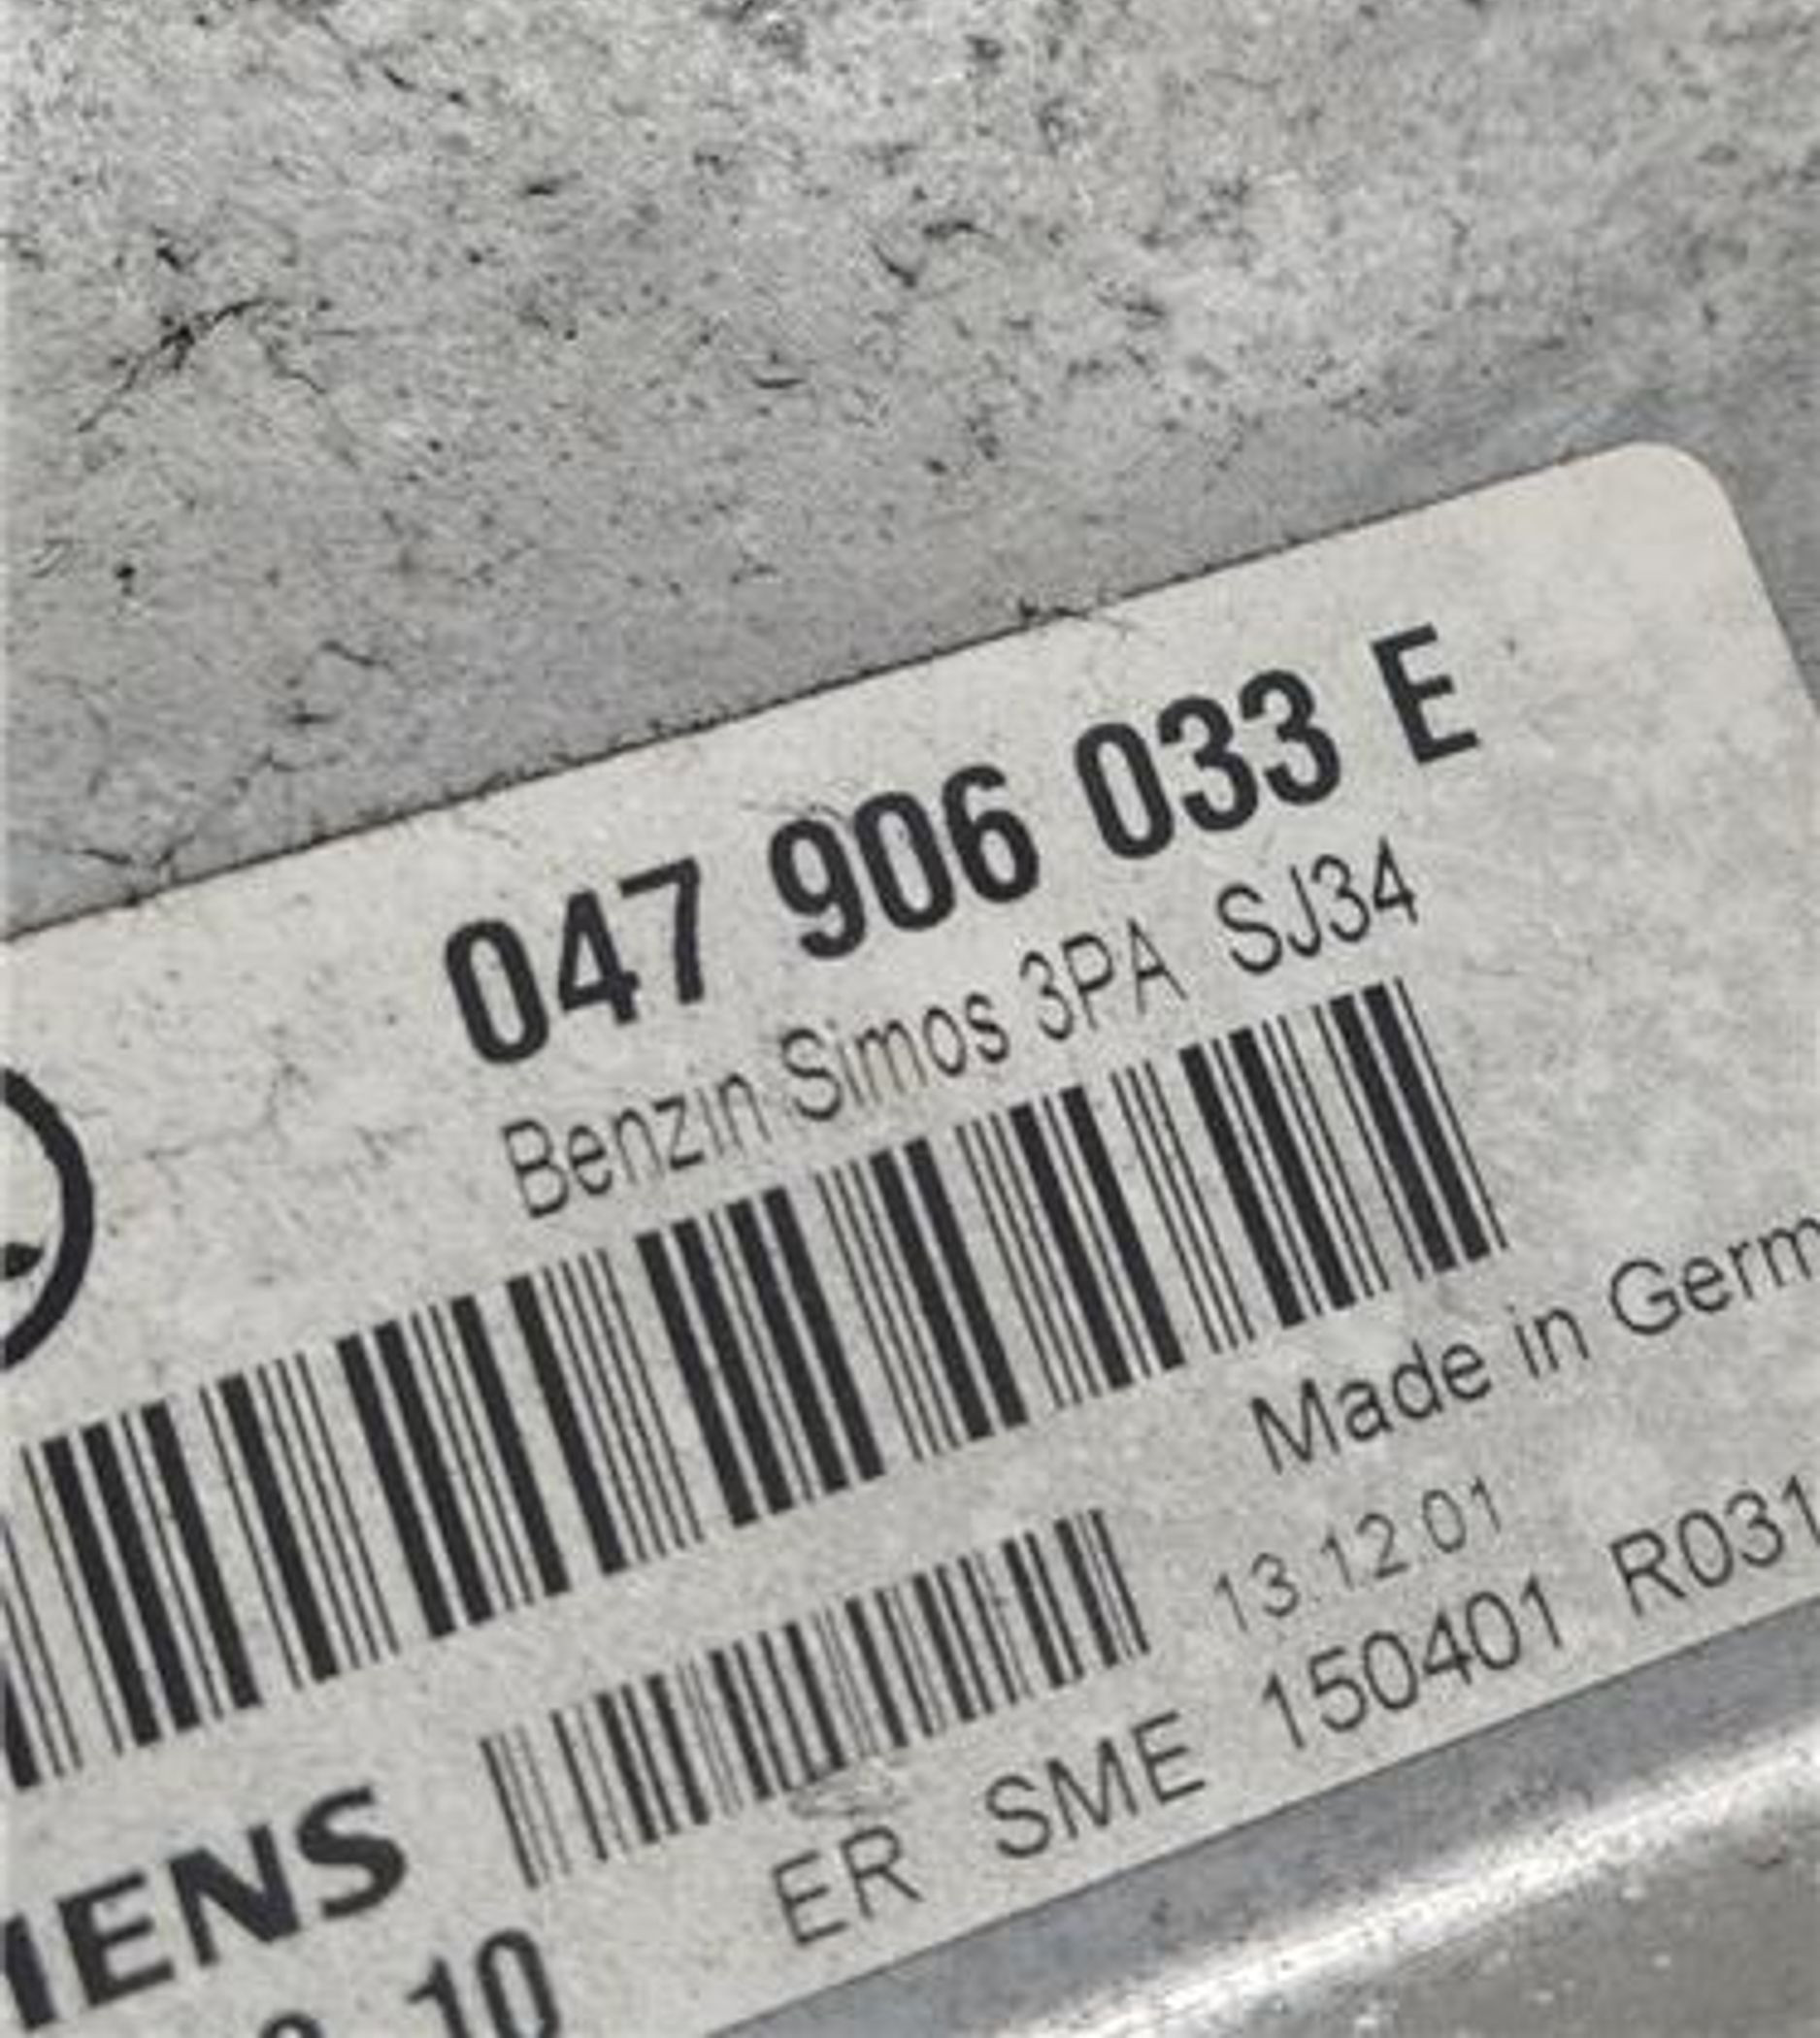 047 906 033 E
Benzin Simos 3PA SJ34
Made in Germ
13.12.01
IENS
ER SME 150401 R031
10